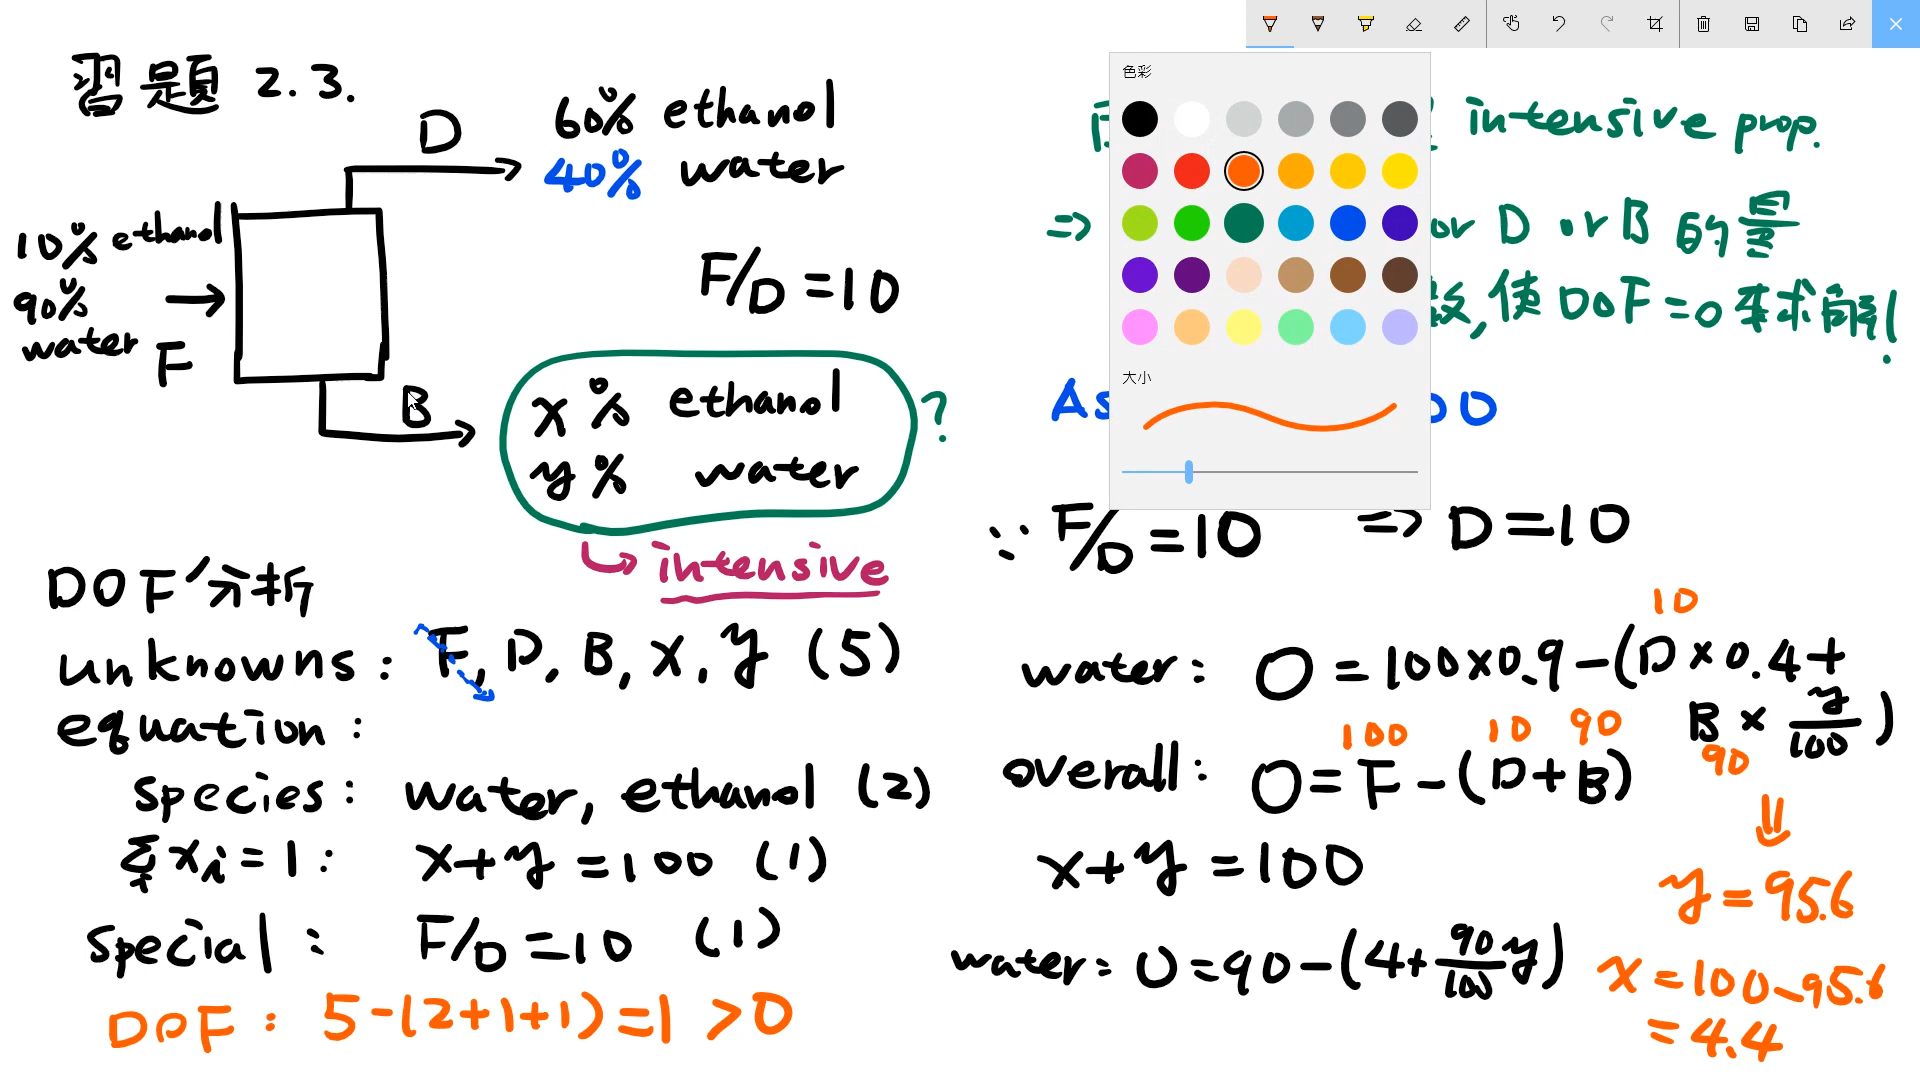 習題 2.3.
D
60% ethanol
40% water
10% ethanol
90% water
F
F/D = 10
B
x % ethanol
y % water
?
intensive
DOF分析
unknowns: F, D, B, x, y (5)
equation:
species: water, ethanol (2)
Σxi = 1: x+y = 100 (1)
special: F/D = 10 (1)
DOF: 5-(2+1+1) = 1 > 0
色彩
大小
intensive prop.
=> or D or B 的量
數,使 DOF = 0 來求解!
As 00
∵ F/D = 10 => D = 10
10
water: 0 = 100×0.9 - (D × 0.4 +
B × y/100)
90
100 10 90
overall: 0 = F - (D + B)
x + y = 100
water: 0 = 90 - (4 + 90/100 y)
y = 95.6
x = 100 - 95.6
= 4.4